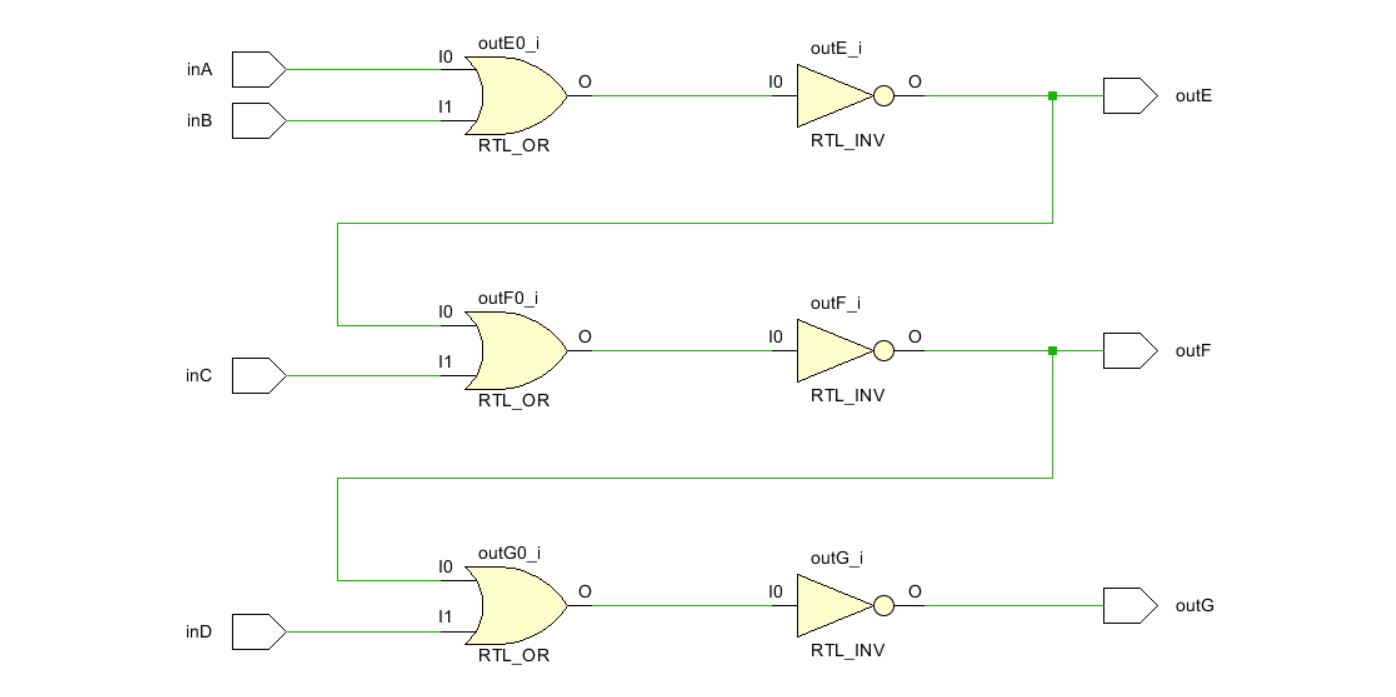 outE0_i
outE_i
inA
I0
O
I0
O
outE
inB
I1
RTL_OR
RTL_INV
outF0_i
outF_i
I0
O
I0
O
outF
inC
I1
RTL_OR
RTL_INV
outG0_i
outG_i
I0
O
I0
O
outG
inD
I1
RTL_OR
RTL_INV